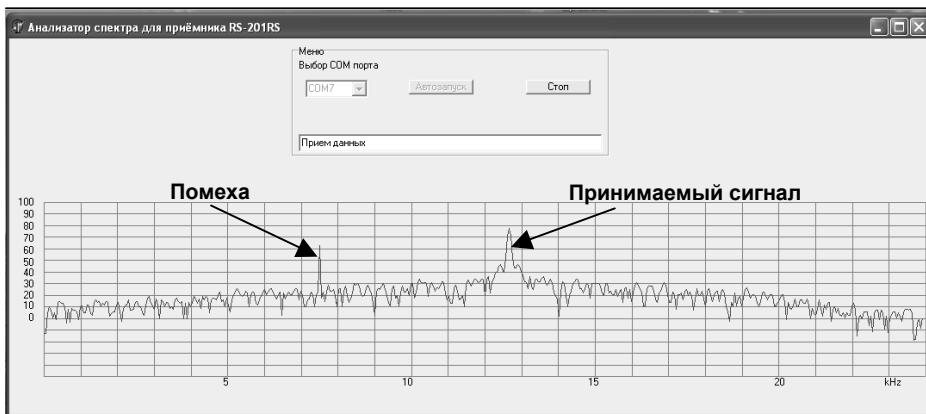 Анализатор спектра для приёмника RS-201RS
Меню
Выбор COM порта
COM7
Автозапуск
Стоп
Прием данных
Помеха
Принимаемый сигнал
100
90
80
70
60
50
40
30
20
10
0
5
10
15
20
kHz